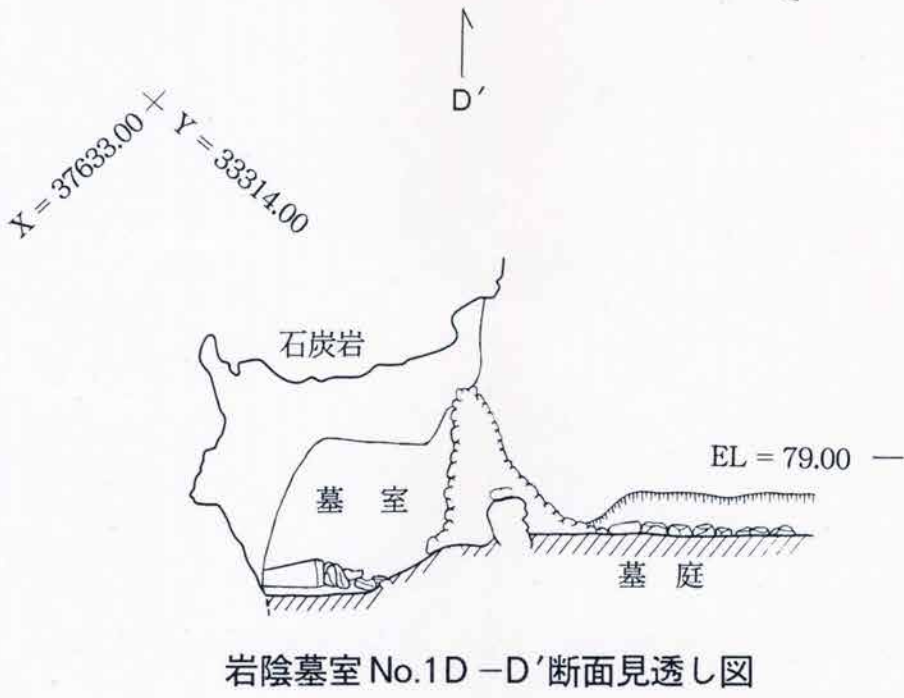 D′
X = 37633.00
Y = 33314.00
石炭岩
EL = 79.00
墓 室
墓 庭
岩陰墓室 No.1D－D′断面見透し図